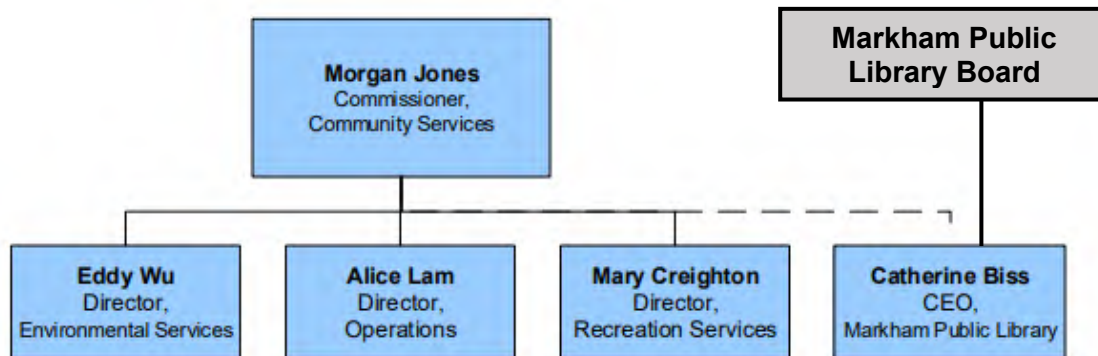 Morgan Jones
Commissioner,
Community Services
Markham Public
Library Board
Eddy Wu
Director,
Environmental Services
Alice Lam
Director,
Operations
Mary Creighton
Director,
Recreation Services
Catherine Biss
CEO,
Markham Public Library